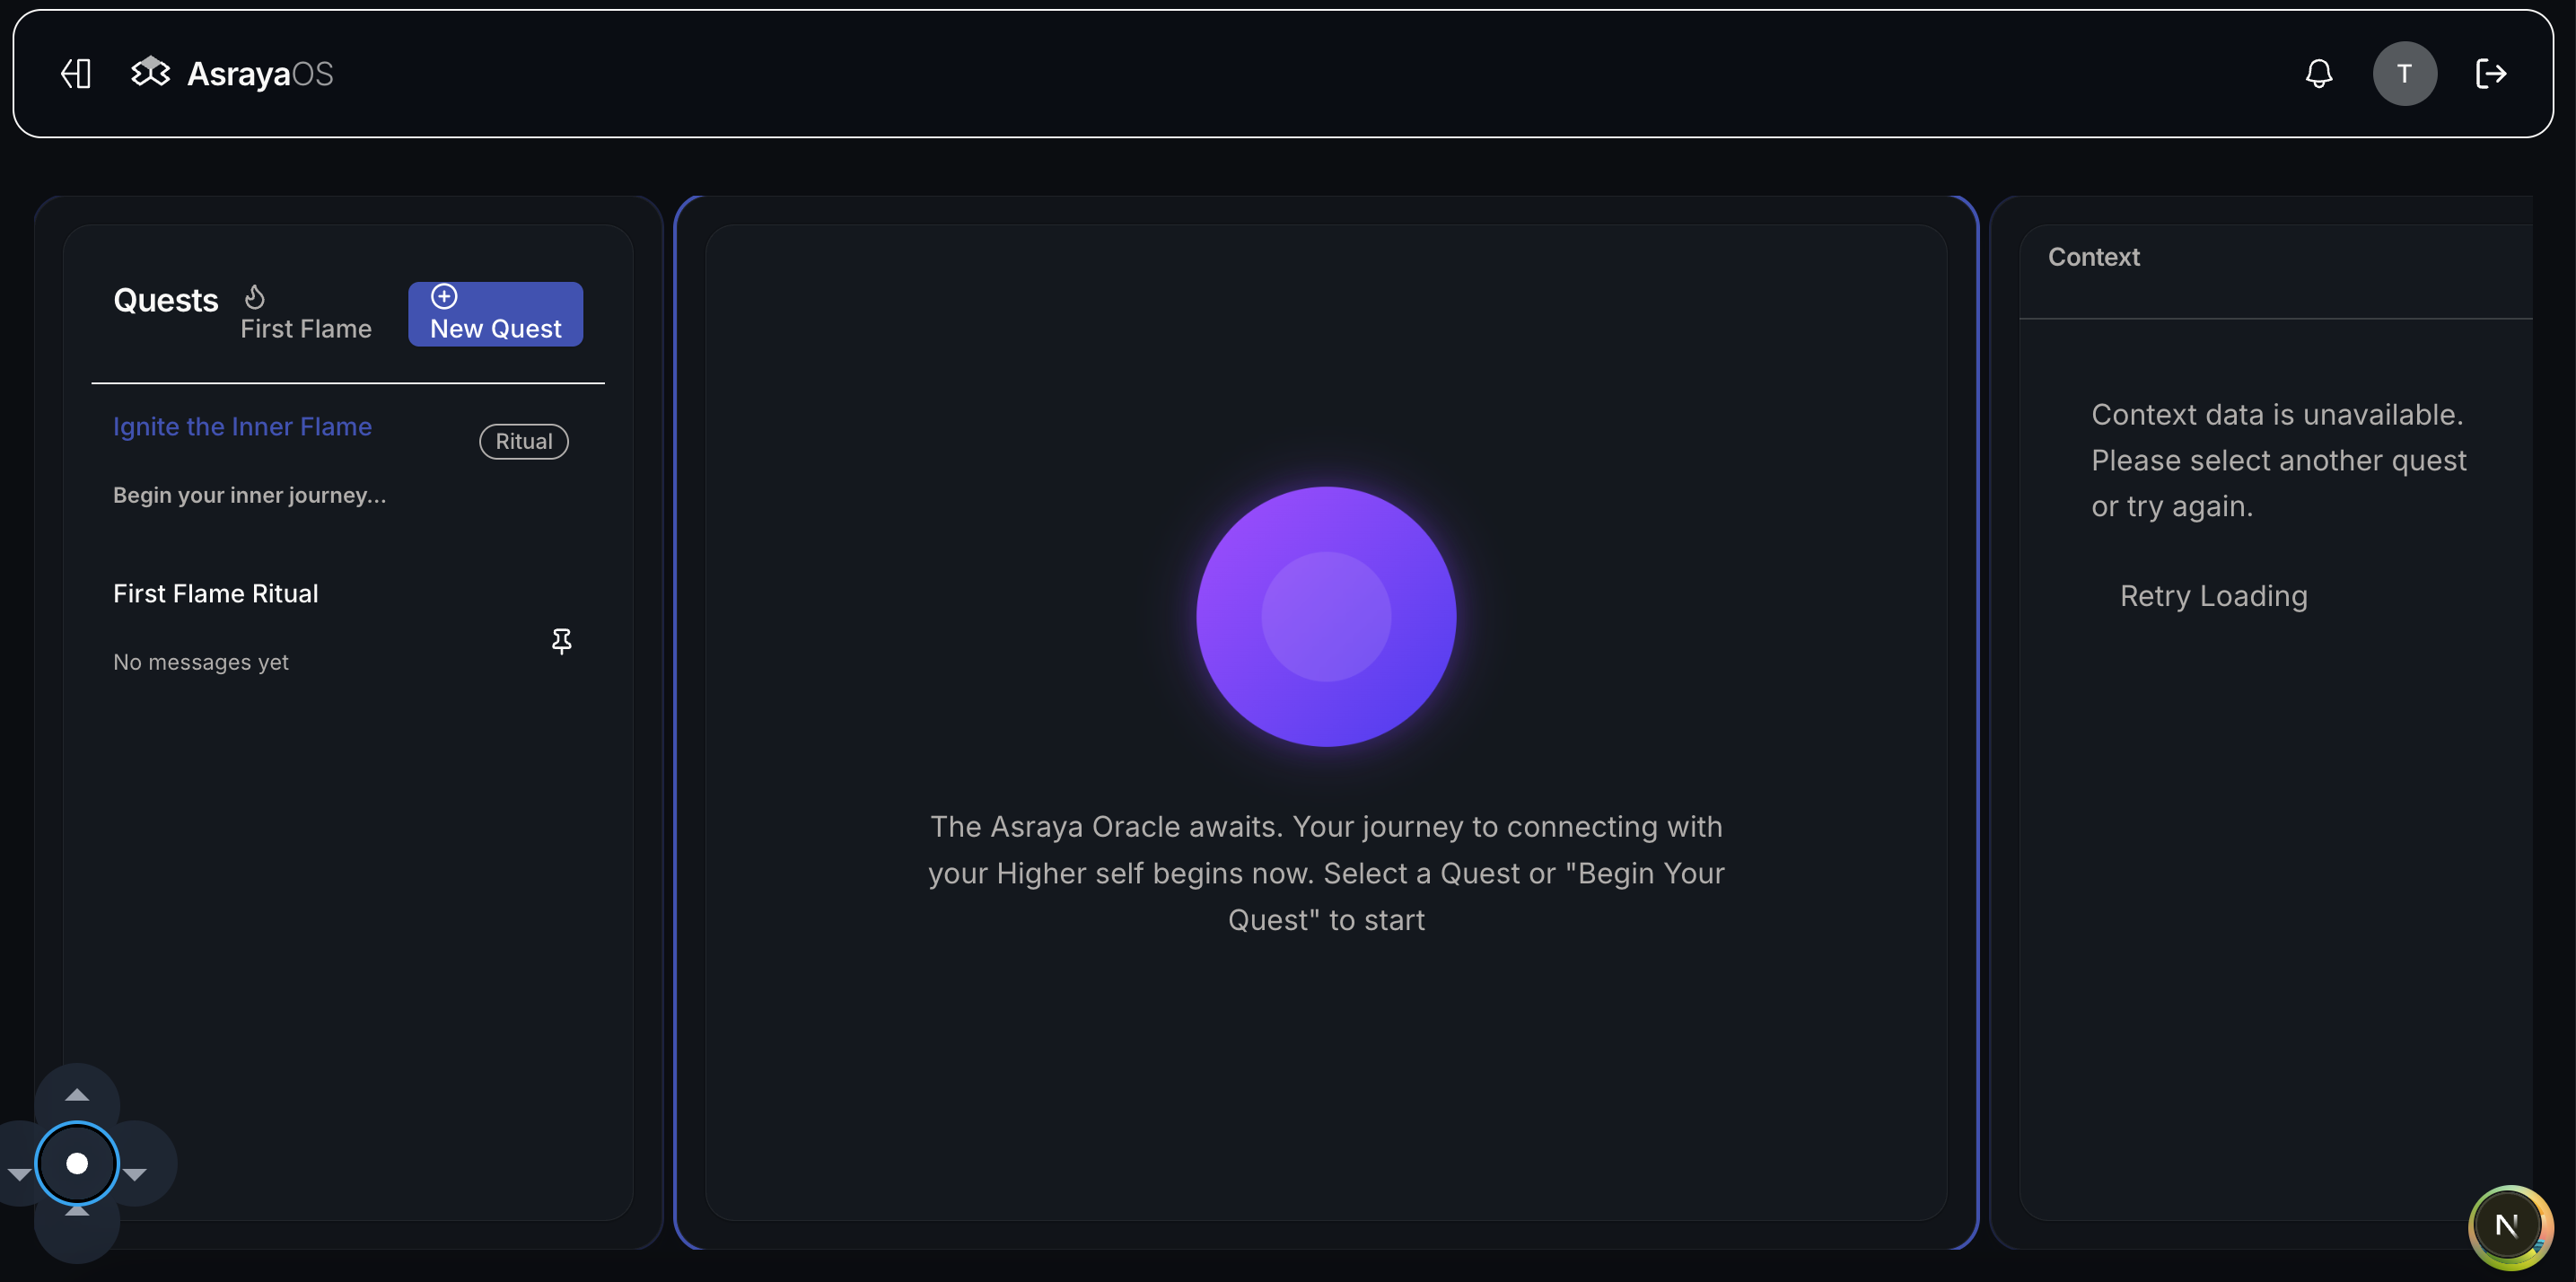 AsrayaOS
T
Quests
First Flame
New Quest
Ignite the Inner Flame
Ritual
Begin your inner journey...
First Flame Ritual
No messages yet
The Asraya Oracle awaits. Your journey to connecting with
your Higher self begins now. Select a Quest or "Begin Your
Quest" to start
Context
Context data is unavailable.
Please select another quest
or try again.
Retry Loading
N